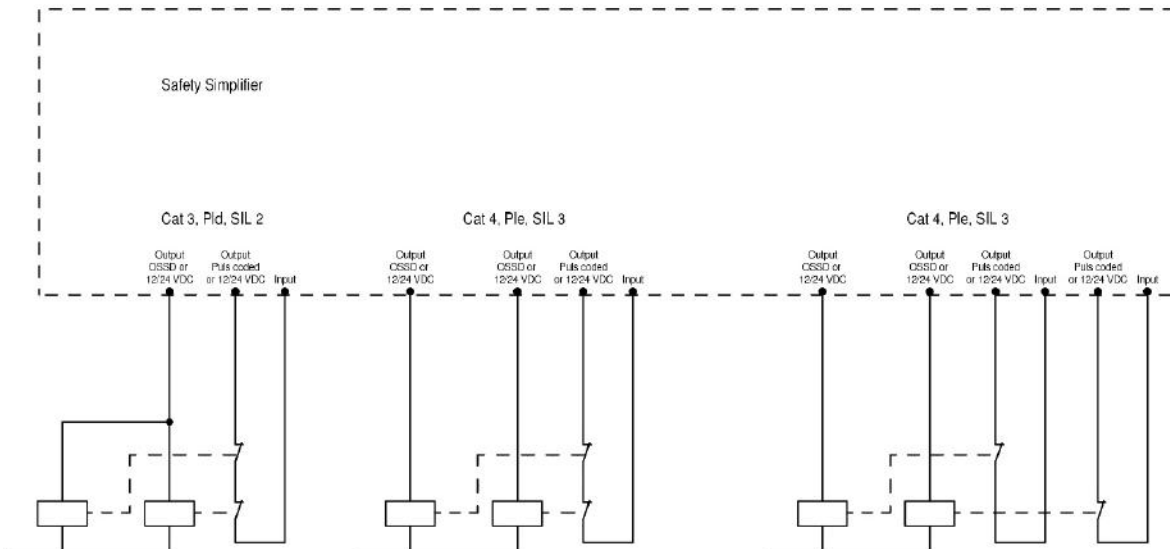 Safety Simplifier
Cat 3, Pld, SIL 2
Cat 4, Ple, SIL 3
Cat 4, Ple, SIL 3
Output
OSSD or
12/24 VDC
Output
Puls coded
or 12/24 VDC
Input
Output
OSSD or
12/24 VDC
Output
OSSD or
12/24 VDC
Output
Puls coded
or 12/24 VDC
Input
Output
OSSD or
12/24 VDC
Output
OSSD or
12/24 VDC
Output
Puls coded
or 12/24 VDC
Input
Output
Puls coded
or 12/24 VDC
Input